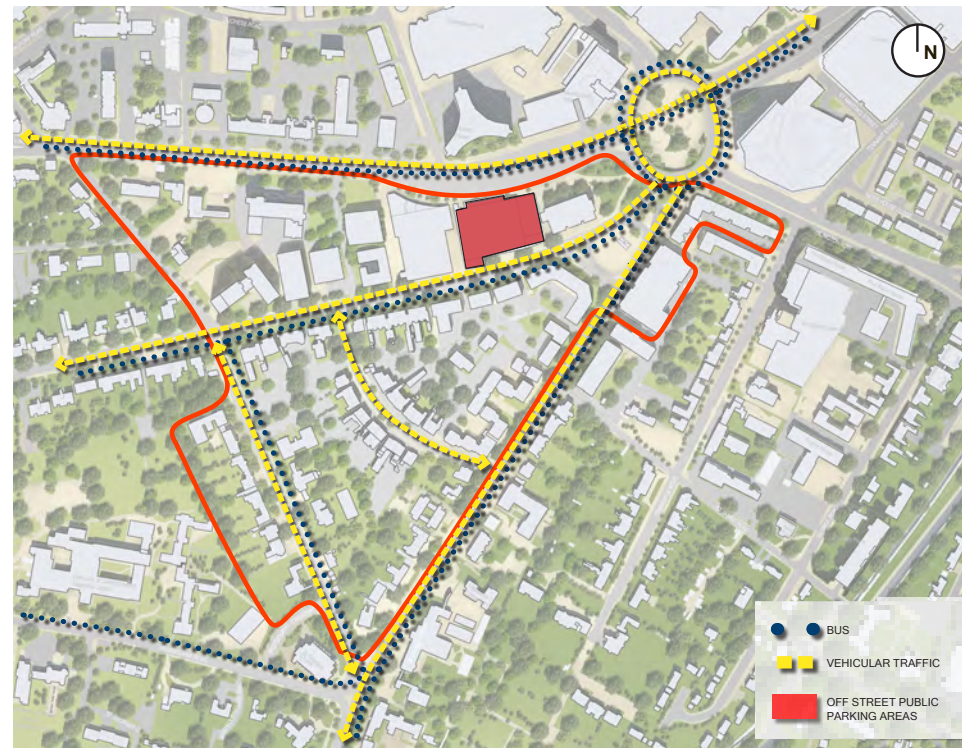 N
BUS
VEHICULAR TRAFFIC
OFF STREET PUBLIC
PARKING AREAS